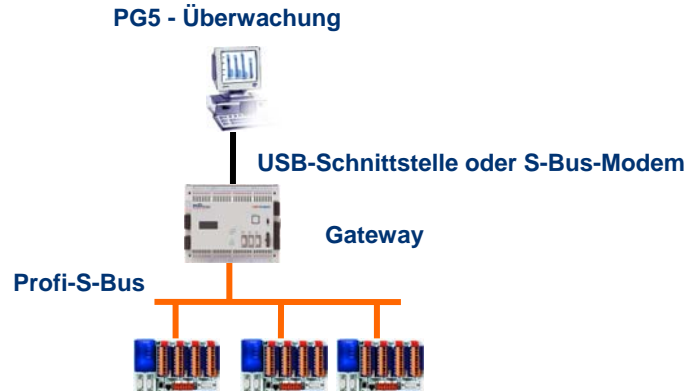 PG5 - Überwachung
USB-Schnittstelle oder S-Bus-Modem
Gateway
Profi-S-Bus